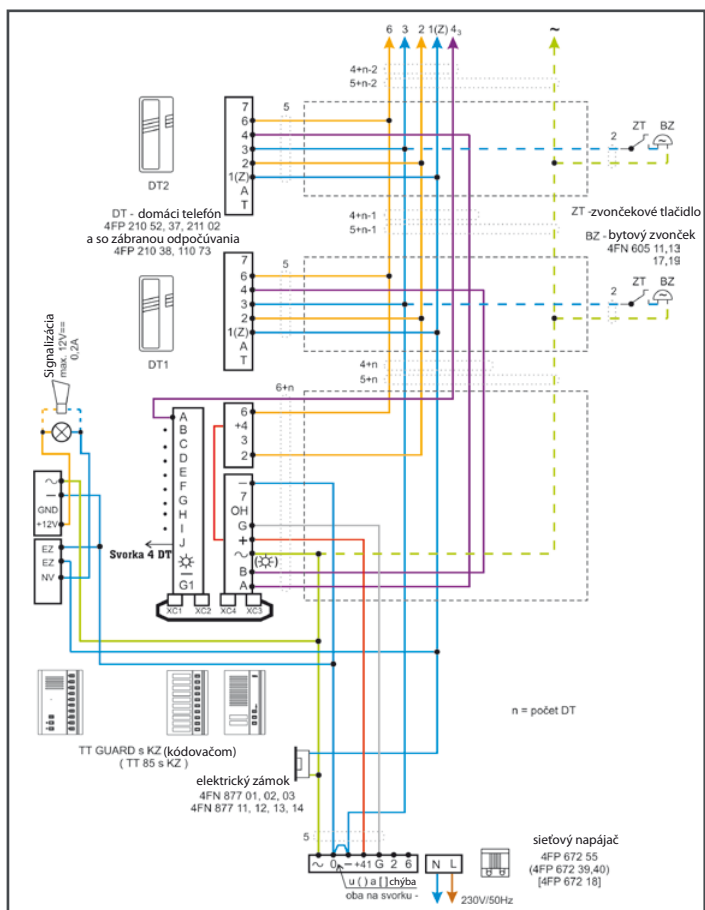 6 3 2 1(Z) 4₃ ~
4+n-2
5+n-2
7
6
4
3
2
1(Z)
A
T
5
2
ZT BZ
DT2
DT - domáci telefón
4FP 210 52, 37, 211 02
a so zábranou odpočúvania
4FP 210 38, 110 73
4+n-1
5+n-1
ZT -zvončekové tlačidlo
BZ - bytový zvonček
4FN 605 11,13
17,19
7
6
4
3
2
1(Z)
A
T
5
2
ZT BZ
DT1
4+n
5+n
6+n
Signalizácia
max. 12V==
0,2A
~
—
GND
+12V
EZ
EZ
NV
A
B
C
D
E
F
G
H
I
J
—
G1
Svorka 4 DT
6
+4
3
2
—
7
OH
G
+
~
B
A
XC1 XC2 XC4 XC3
n = počet DT
TT GUARD s KZ (kódovačom)
( TT 85 s KZ )
elektrický zámok
4FN 877 01, 02, 03
4FN 877 11, 12, 13, 14
5
~ 0 — +41 G 2 6
N L
u ( ) a [ ] chýba
oba na svorku -
230V/50Hz
sieťový napájač
4FP 672 55
(4FP 672 39,40)
[4FP 672 18]